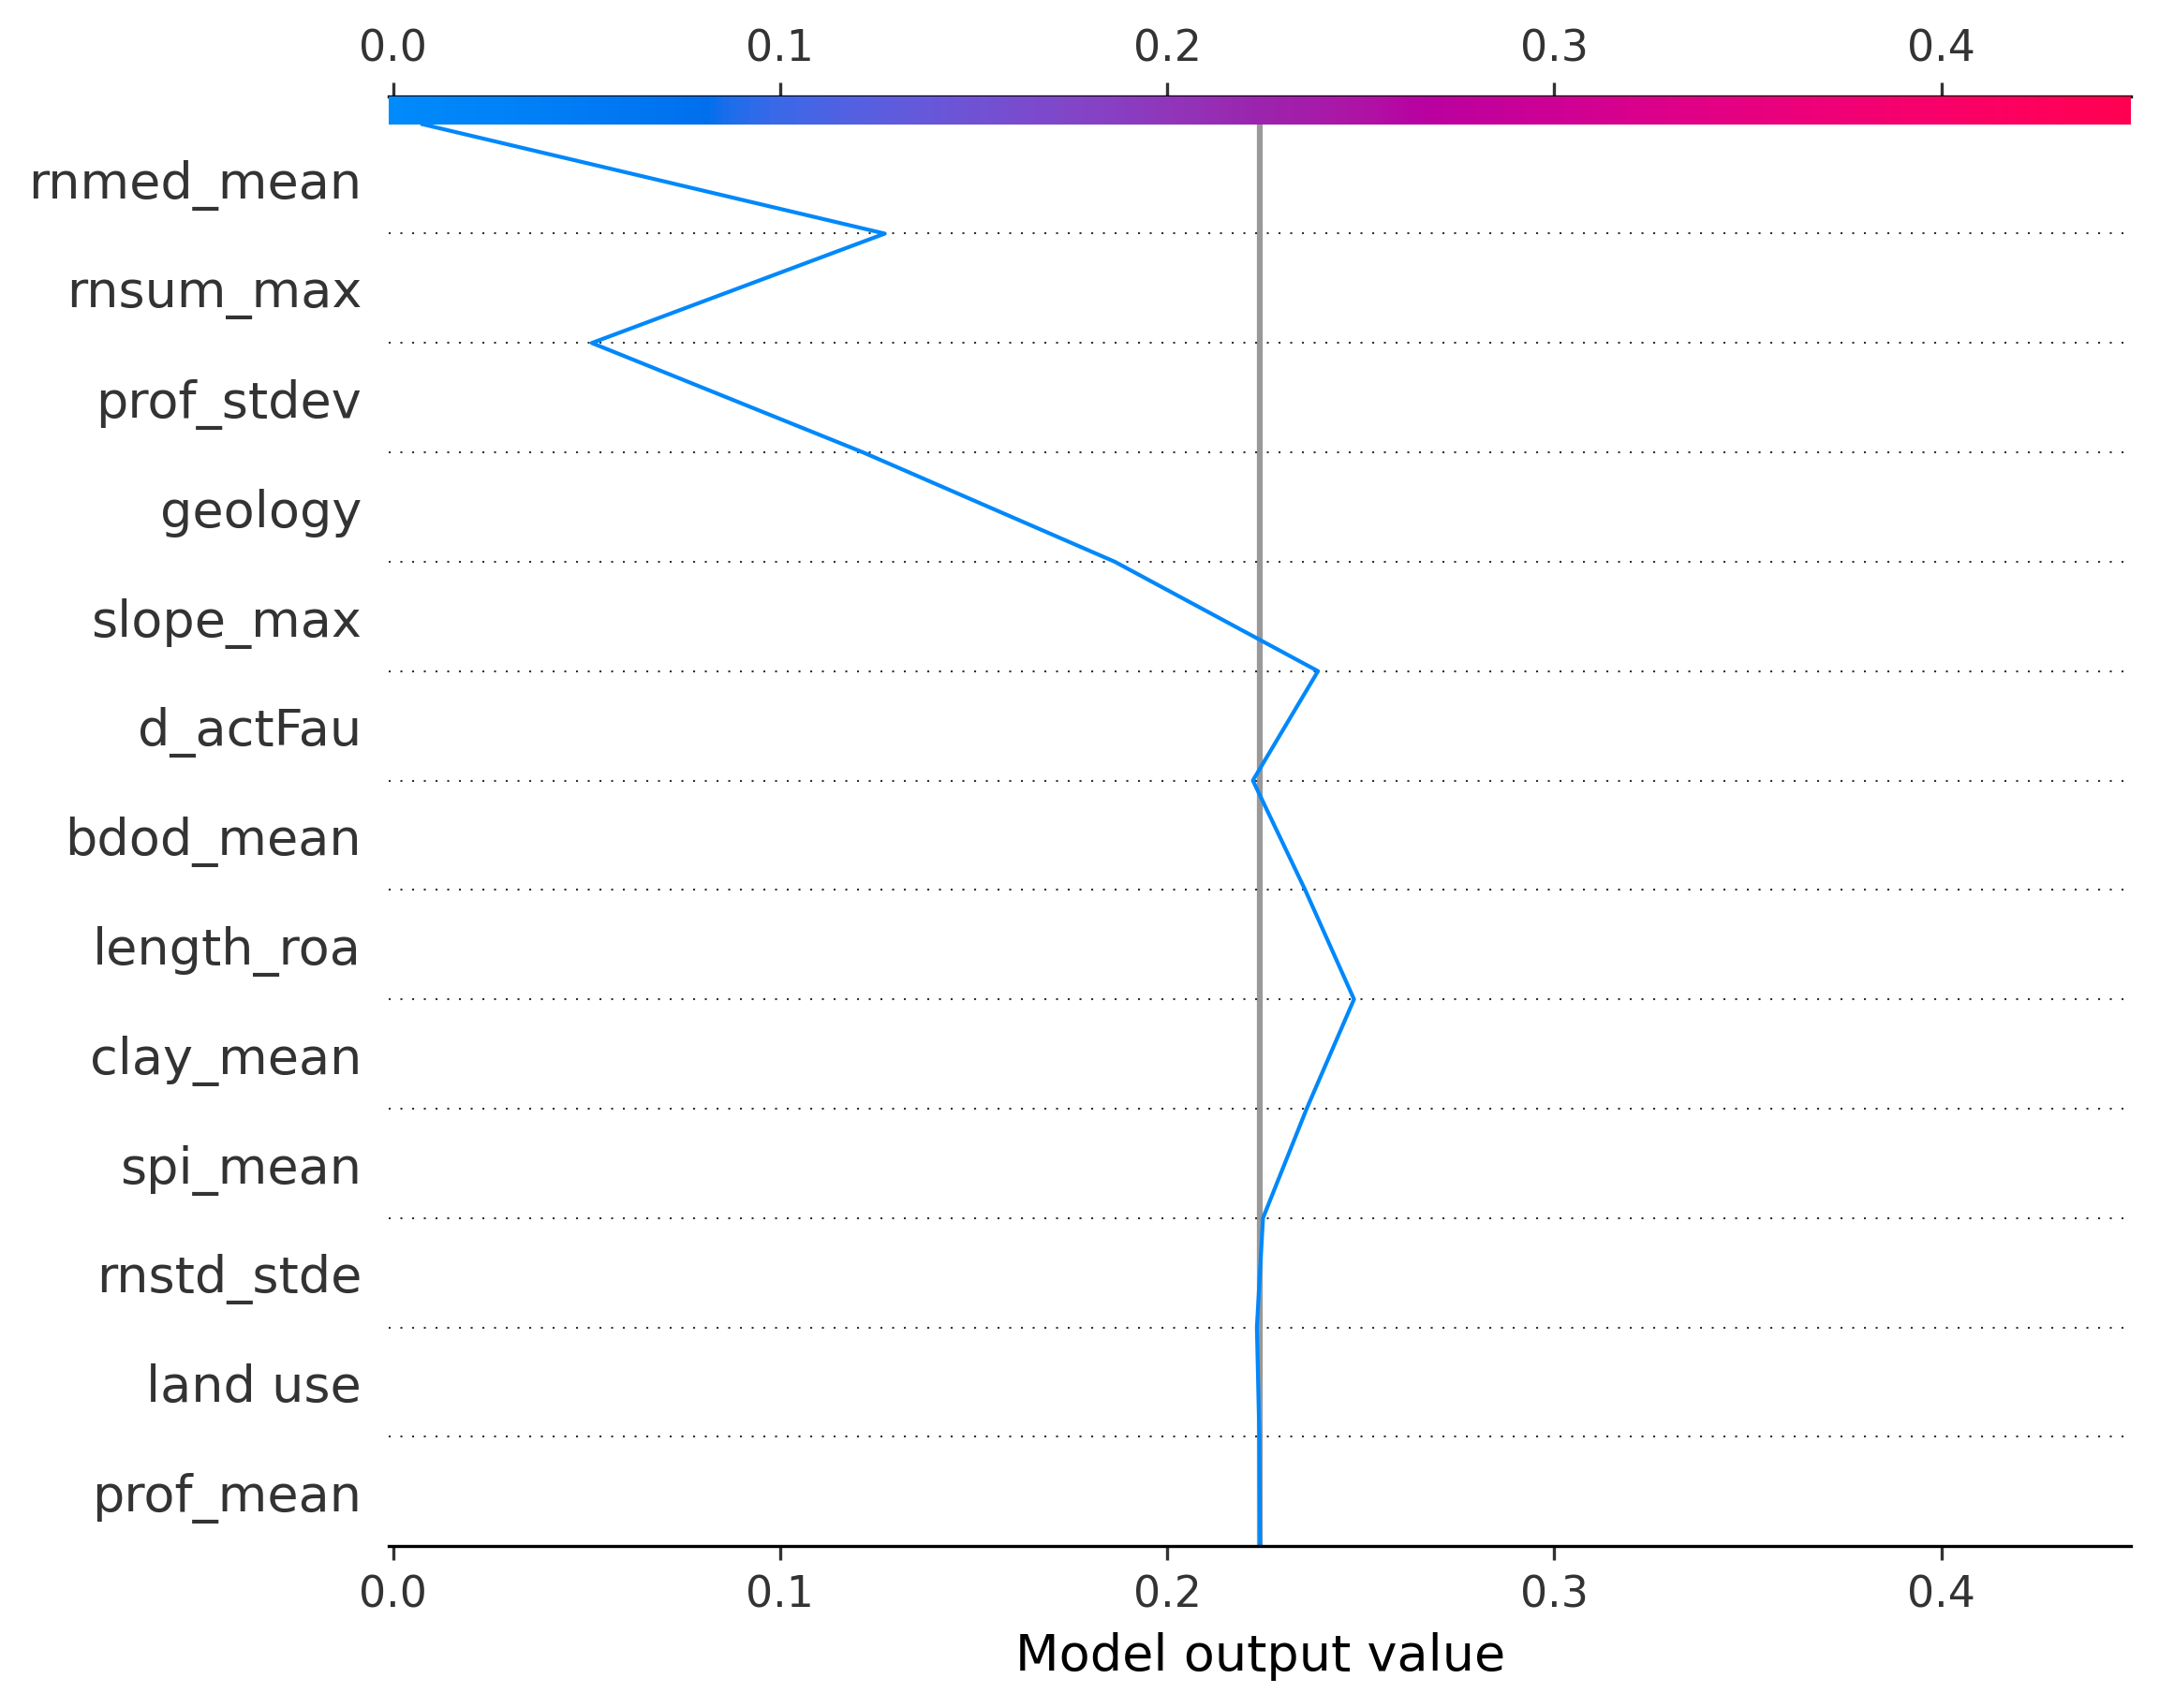 0.0 0.1 0.2 0.3 0.4
rnmed_mean
rnsum_max
prof_stdev
geology
slope_max
d_actFau
bdod_mean
length_roa
clay_mean
spi_mean
rnstd_stde
land use
prof_mean
0.0 0.1 0.2 0.3 0.4
Model output value